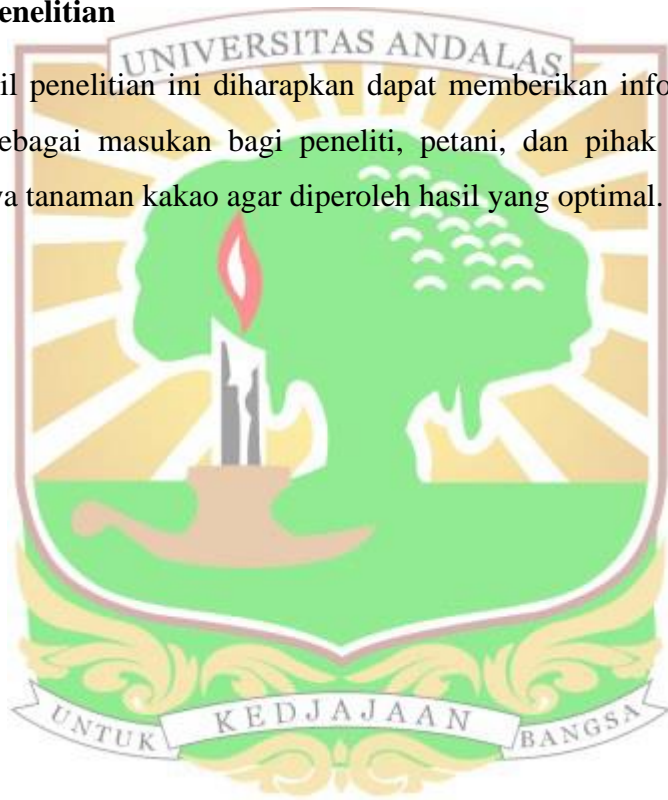 enelitian
UNIVERSITAS ANDALAS
il penelitian ini diharapkan dapat memberikan info
ebagai masukan bagi peneliti, petani, dan pihak
a tanaman kakao agar diperoleh hasil yang optimal.
UNTUK KEDJAJAAN BANGSA